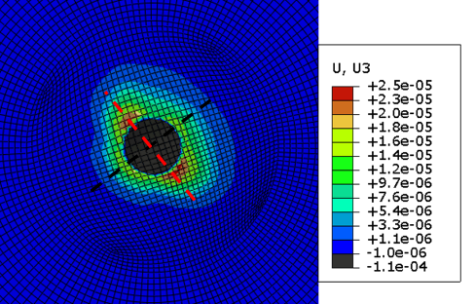 U, U3
+2.5e-05
+2.3e-05
+2.0e-05
+1.8e-05
+1.6e-05
+1.4e-05
+1.2e-05
+9.7e-06
+7.6e-06
+5.4e-06
+3.3e-06
+1.1e-06
-1.0e-06
-1.1e-04